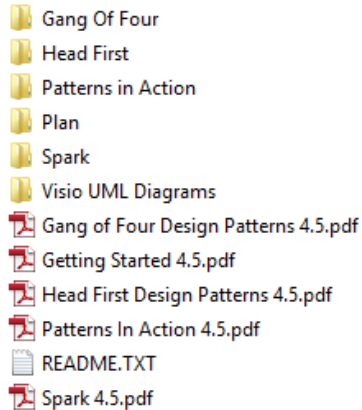 Gang Of Four
Head First
Patterns in Action
Plan
Spark
Visio UML Diagrams
Gang of Four Design Patterns 4.5.pdf
Getting Started 4.5.pdf
Head First Design Patterns 4.5.pdf
Patterns In Action 4.5.pdf
README.TXT
Spark 4.5.pdf